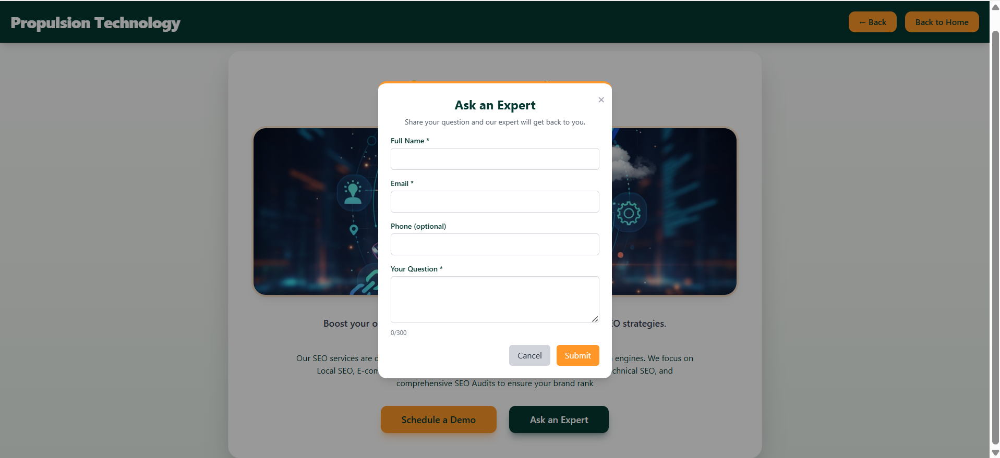 Propulsion Technology
← Back
Back to Home
Ask an Expert
×
Share your question and our expert will get back to you.
Full Name *
Email *
Phone (optional)
Your Question *
0/300
Cancel
Submit
Boost your o
EO strategies.
Our SEO services are d
engines. We focus on
Local SEO, E-com
chnical SEO, and
comprehensive SEO Audits to ensure your brand rank
Schedule a Demo
Ask an Expert